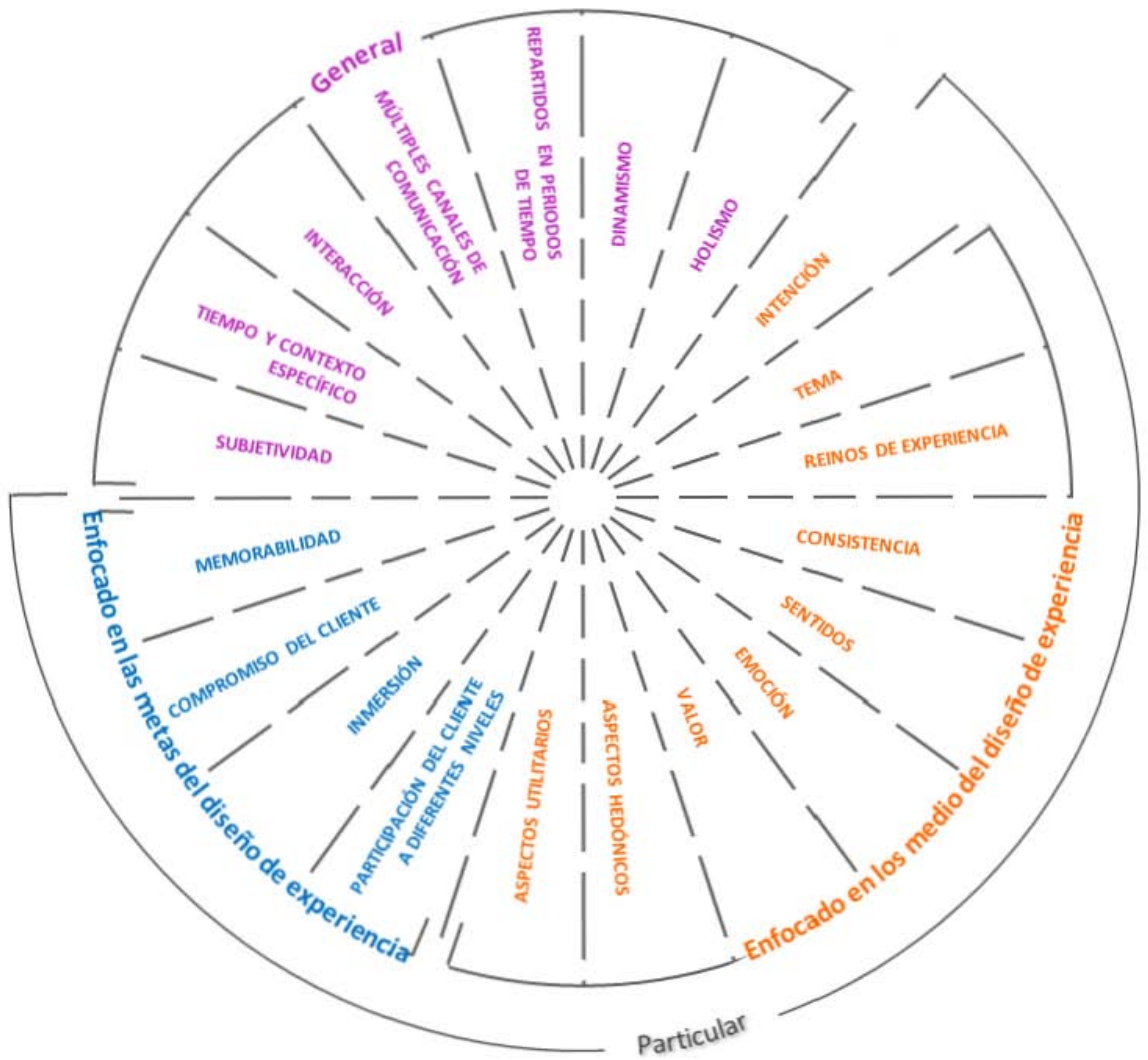 General
SUBJETIVIDAD
TIEMPO Y CONTEXTO
ESPECÍFICO
INTERACCIÓN
MÚLTIPLES CANALES DE
COMUNICACIÓN
REPARTIDOS EN PERIODOS
DE TIEMPO
DINAMISMO
HOLISMO
INTENCIÓN
TEMA
REINOS DE EXPERIENCIA
CONSISTENCIA
SENTIDOS
EMOCIÓN
VALOR
ASPECTOS HEDÓNICOS
ASPECTOS UTILITARIOS
Enfocado en los medio del diseño de experiencia
PARTICIPACIÓN DEL CLIENTE
A DIFERENTES NIVELES
INMERSIÓN
COMPROMISO DEL CLIENTE
MEMORABILIDAD
Enfocado en las metas del diseño de experiencia
Particular